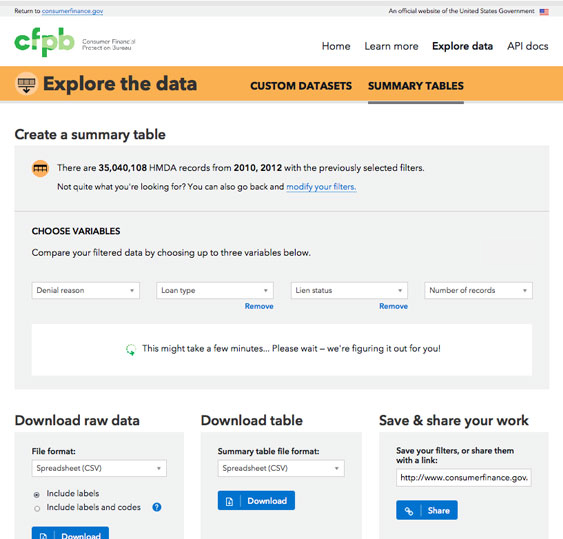 Return to consumerfinance.gov
An official website of the United States Government
cfpb Consumer Financial
Protection Bureau
Home Learn more Explore data API docs
Explore the data CUSTOM DATASETS SUMMARY TABLES
Create a summary table
There are 35,040,108 HMDA records from 2010, 2012 with the previously selected filters.
Not quite what you're looking for? You can also go back and modify your filters.
CHOOSE VARIABLES
Compare your filtered data by choosing up to three variables below.
Denial reason Loan type Lien status Number of records
Remove Remove
This might take a few minutes... Please wait – we're figuring it out for you!
Download raw data
File format:
Spreadsheet (CSV)
Include labels
Include labels and codes ?
Download
Download table
Summary table file format:
Spreadsheet (CSV)
Download
Save & share your work
Save your filters, or share them
with a link:
http://www.consumerfinance.gov.
Share